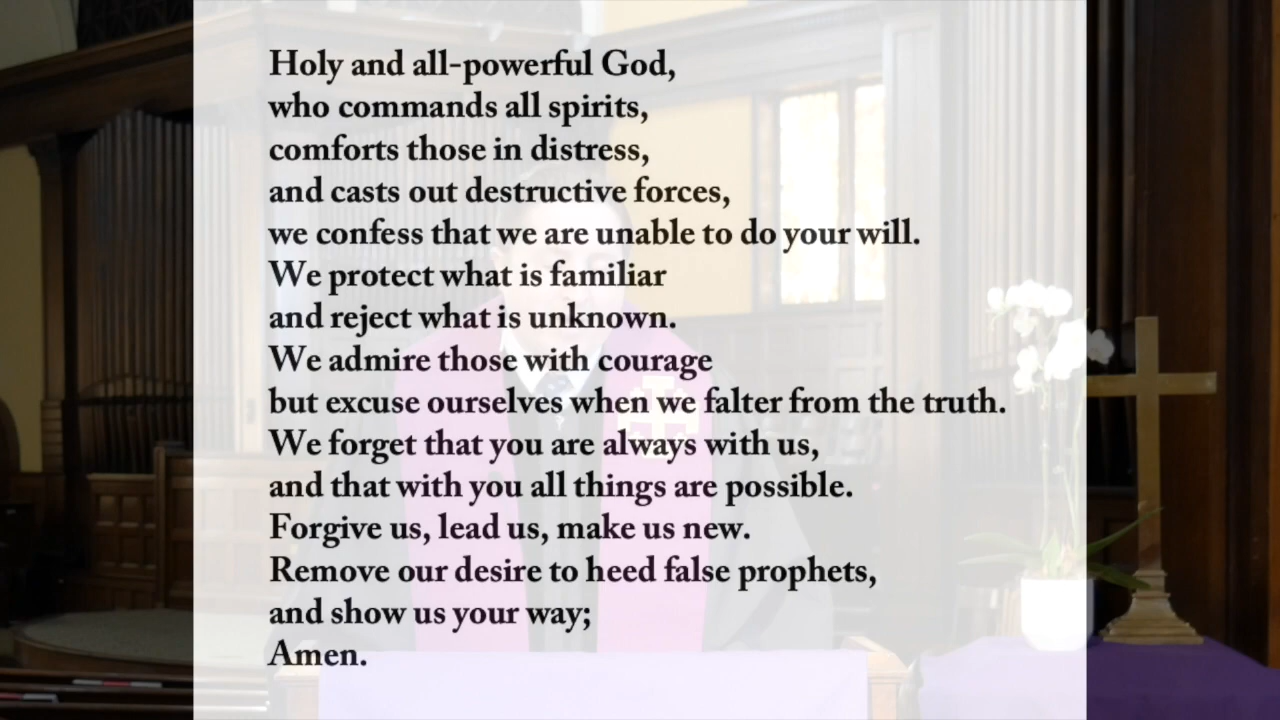 Holy and all-powerful God,
who commands all spirits,
comforts those in distress,
and casts out destructive forces,
we confess that we are unable to do your will.
We protect what is familiar
and reject what is unknown.
We admire those with courage
but excuse ourselves when we falter from the truth.
We forget that you are always with us,
and that with you all things are possible.
Forgive us, lead us, make us new.
Remove our desire to heed false prophets,
and show us your way;
Amen.